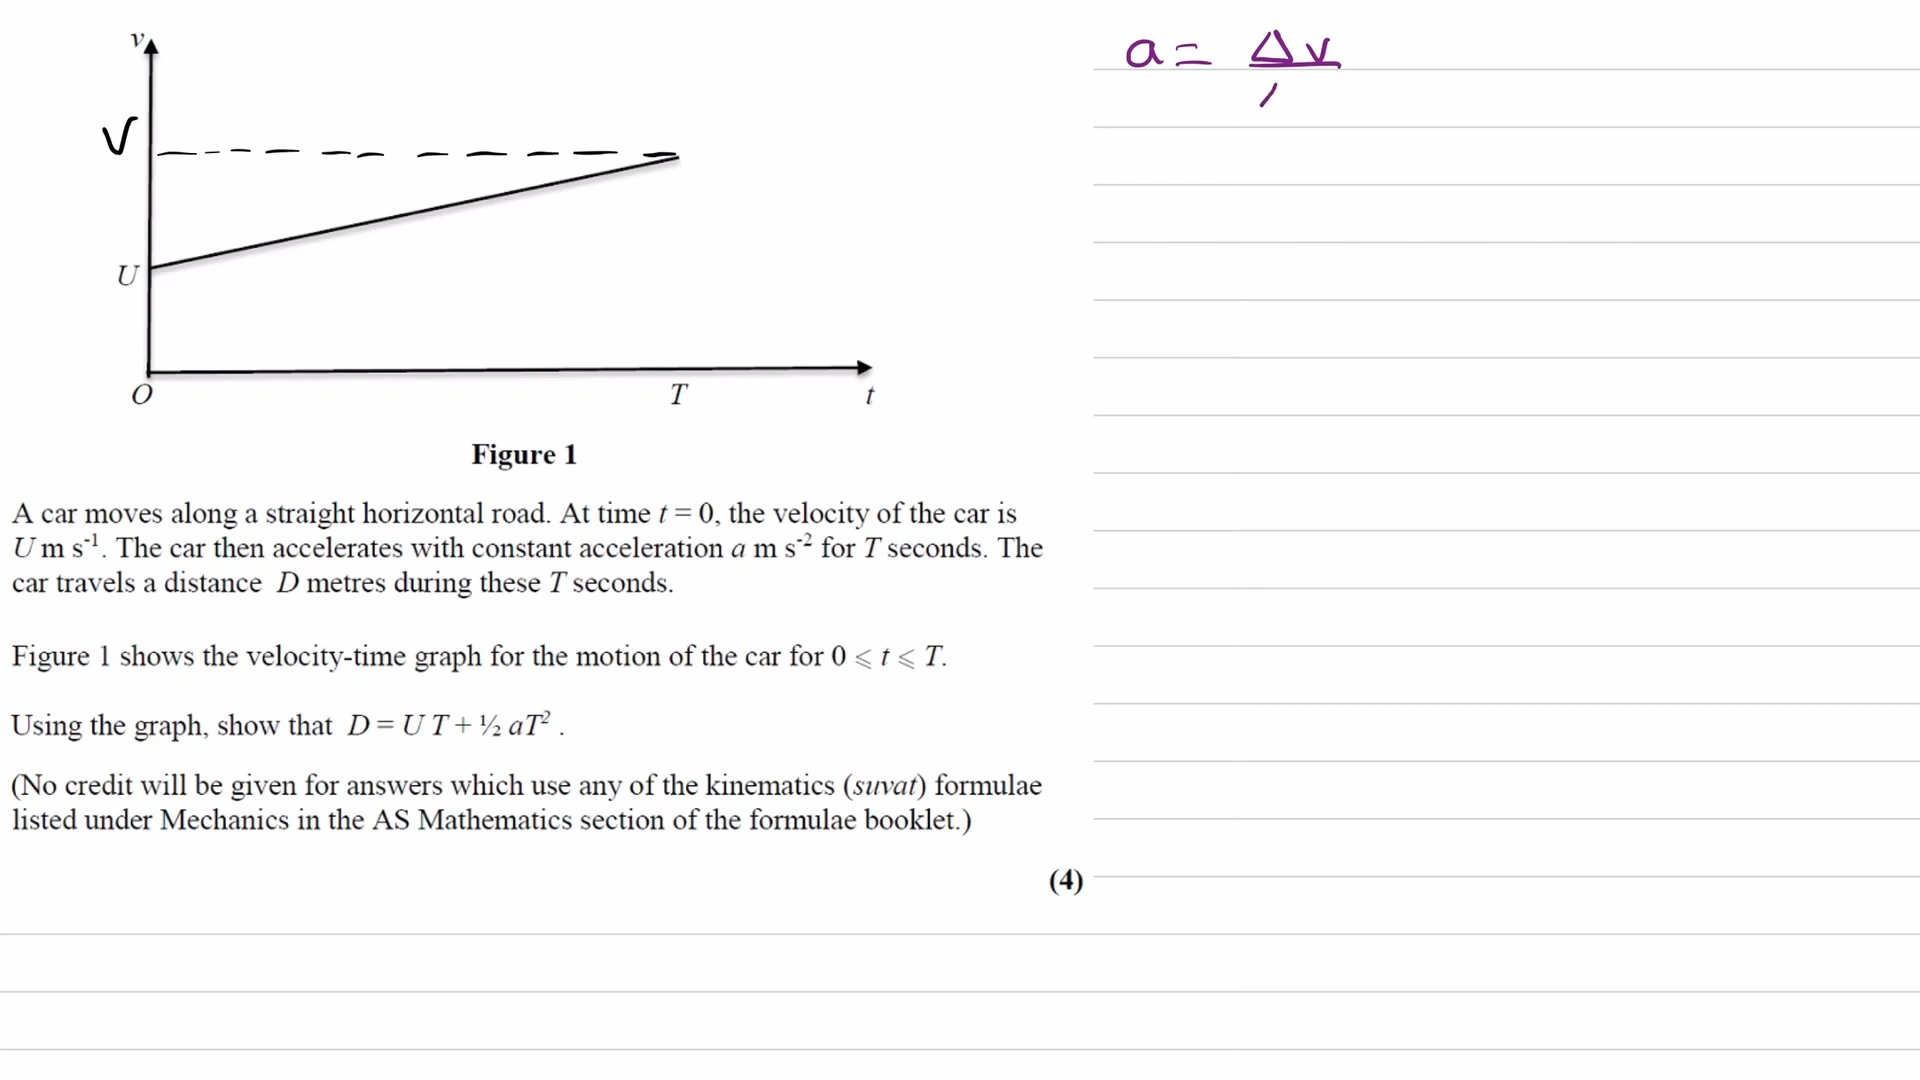 v
V
U
O
T
t
Figure 1
A car moves along a straight horizontal road. At time t = 0, the velocity of the car is
U m s⁻¹. The car then accelerates with constant acceleration a m s⁻² for T seconds. The
car travels a distance D metres during these T seconds.
Figure 1 shows the velocity-time graph for the motion of the car for 0 ⩽ t ⩽ T.
Using the graph, show that D = U T + ½ aT² .
(No credit will be given for answers which use any of the kinematics (suvat) formulae
listed under Mechanics in the AS Mathematics section of the formulae booklet.)
(4)
a = Δv